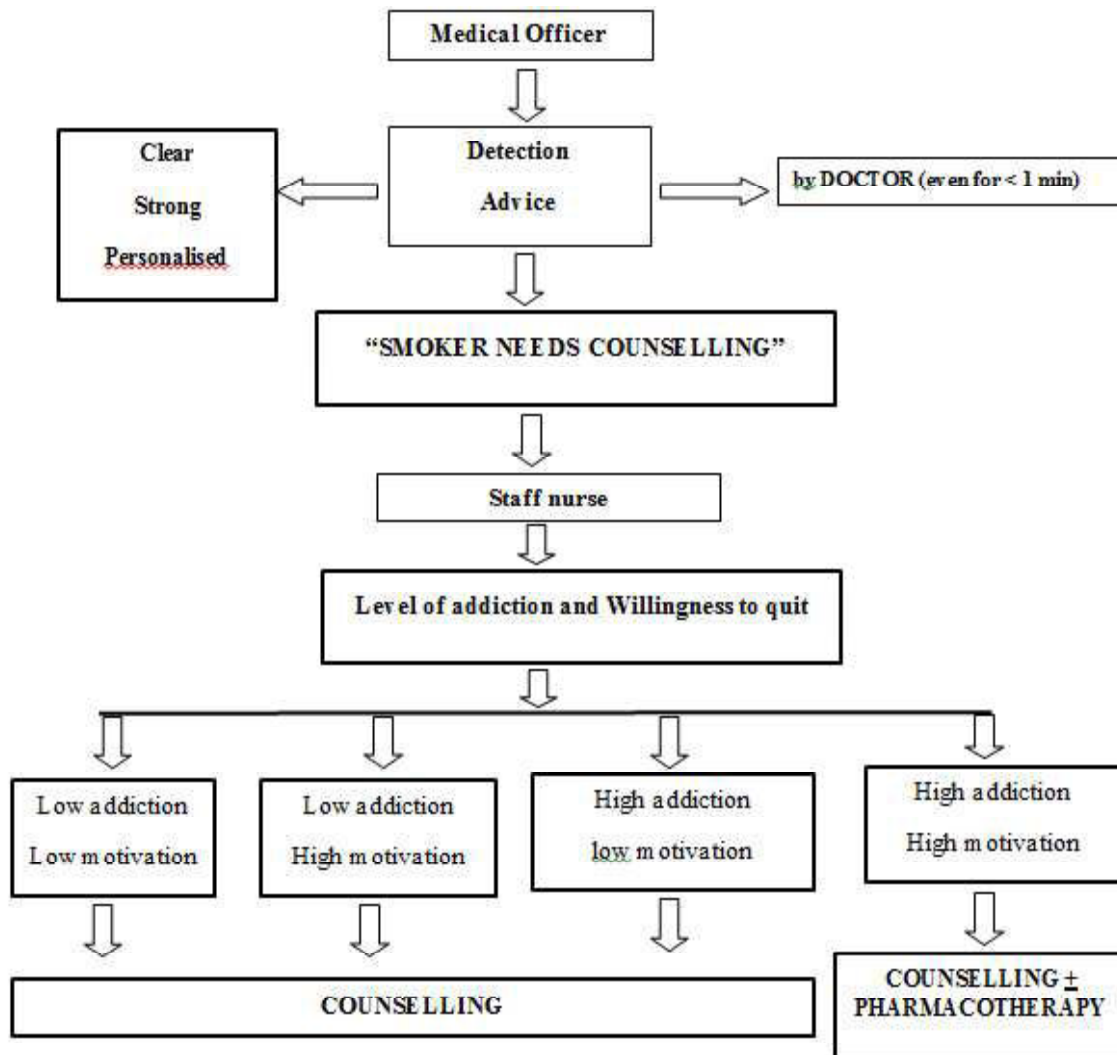 Medical Officer
Clear
Strong
Personalised
Detection
Advice
by DOCTOR (even for < 1 min)
“SMOKER NEEDS COUNSELLING”
Staff nurse
Level of addiction and Willingness to quit
Low addiction
Low motivation
Low addiction
High motivation
High addiction
low motivation
High addiction
High motivation
COUNSELLING
COUNSELLING ±
PHARMACOTHERAPY